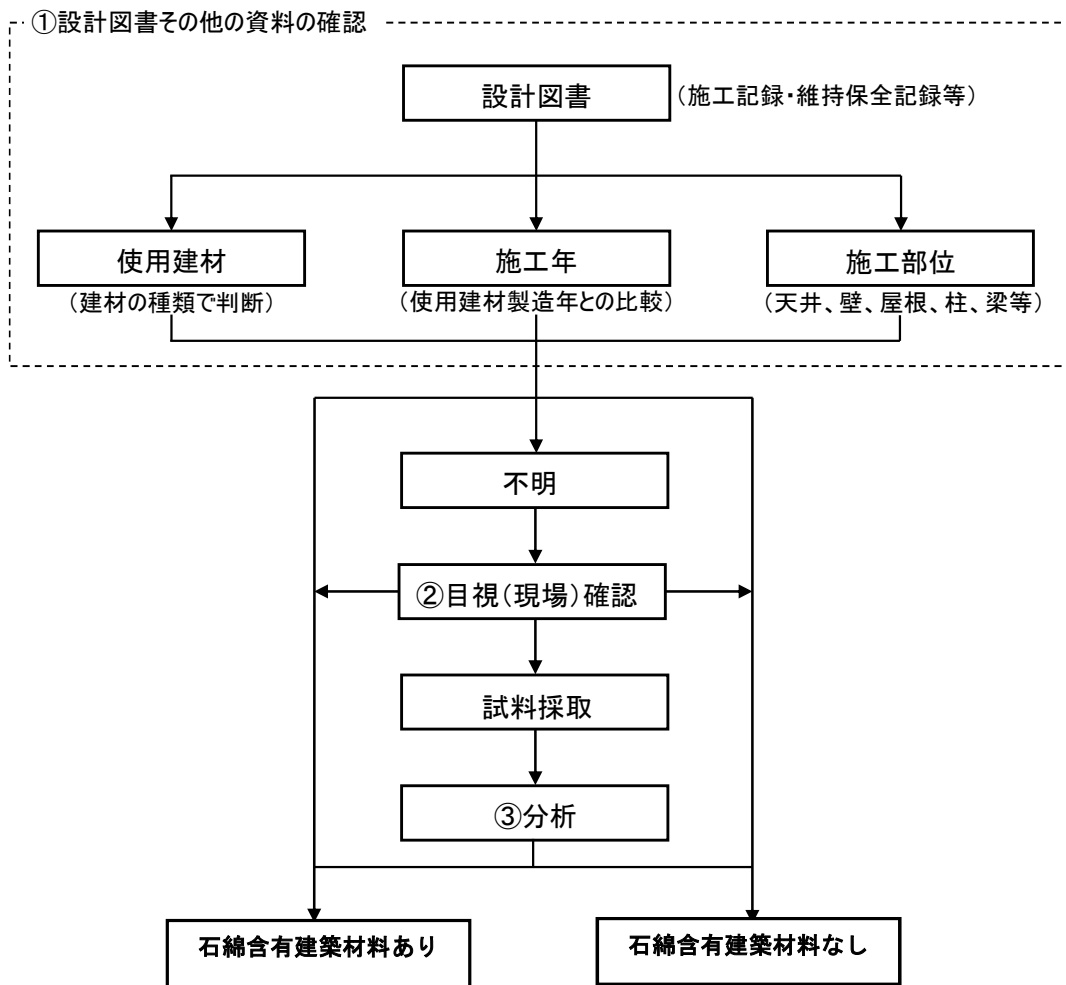 ①設計図書その他の資料の確認
設計図書
（施工記録・維持保全記録等）
使用建材
施工年
施工部位
（建材の種類で判断）
（使用建材製造年との比較）
（天井、壁、屋根、柱、梁等）
不明
②目視（現場）確認
試料採取
③分析
石綿含有建築材料あり
石綿含有建築材料なし